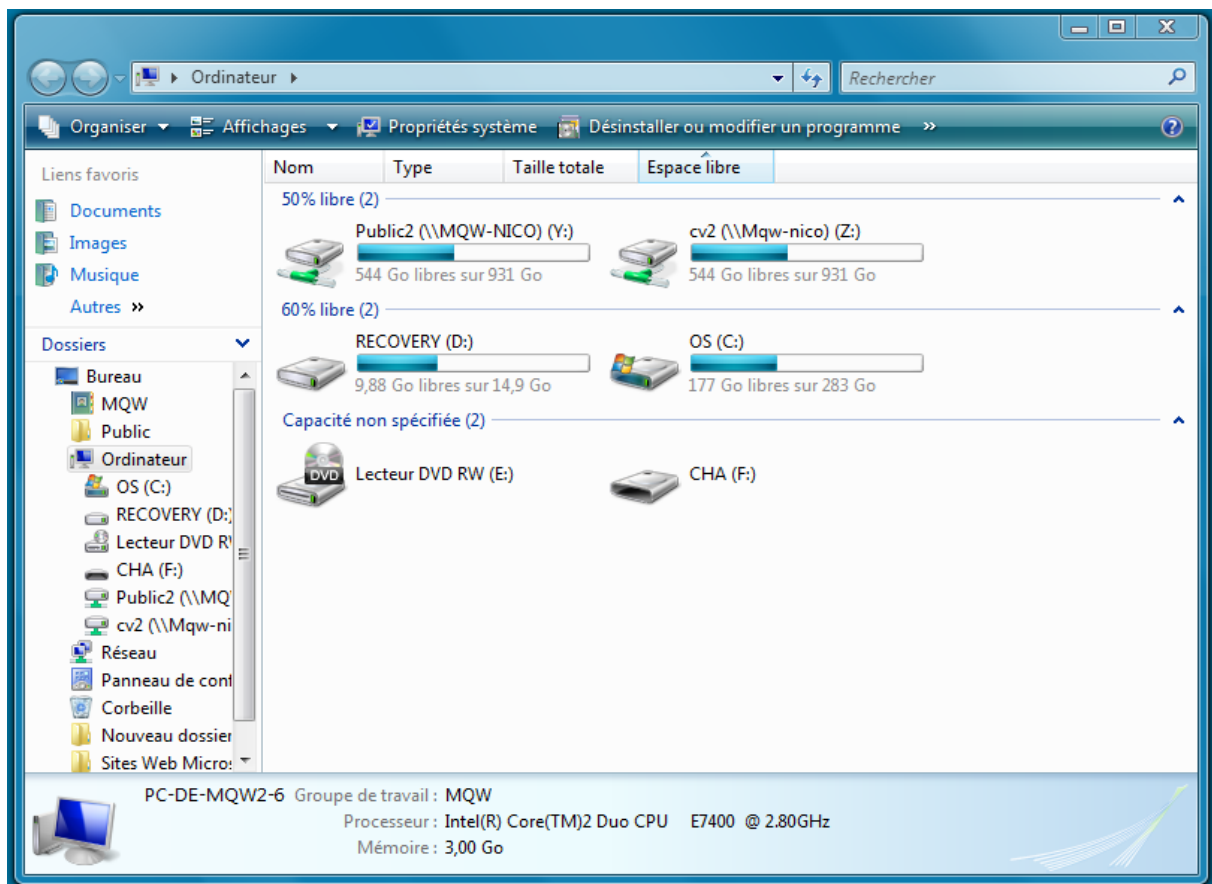 Ordinateur
Rechercher
Organiser Affichages Propriétés système Désinstaller ou modifier un programme »
Liens favoris
Documents
Images
Musique
Autres »
Dossiers
Bureau
MQW
Public
Ordinateur
OS (C:)
RECOVERY (D:)
Lecteur DVD R
CHA (F:)
Public2 (\\MQ
cv2 (\\Mqw-ni
Réseau
Panneau de conf
Corbeille
Nouveau dossier
Sites Web Micros
Nom Type Taille totale Espace libre
50% libre (2)
Public2 (\\MQW-NICO) (Y:)
544 Go libres sur 931 Go
cv2 (\\Mqw-nico) (Z:)
544 Go libres sur 931 Go
60% libre (2)
RECOVERY (D:)
9,88 Go libres sur 14,9 Go
OS (C:)
177 Go libres sur 283 Go
Capacité non spécifiée (2)
DVD
Lecteur DVD RW (E:)
CHA (F:)
PC-DE-MQW2-6 Groupe de travail : MQW
Processeur : Intel(R) Core(TM)2 Duo CPU E7400 @ 2.80GHz
Mémoire : 3,00 Go